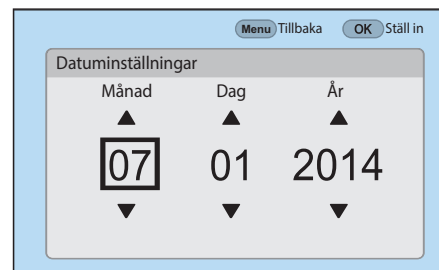 Menu Tillbaka OK Ställ in
Datuminställningar
Månad Dag År
07 01 2014